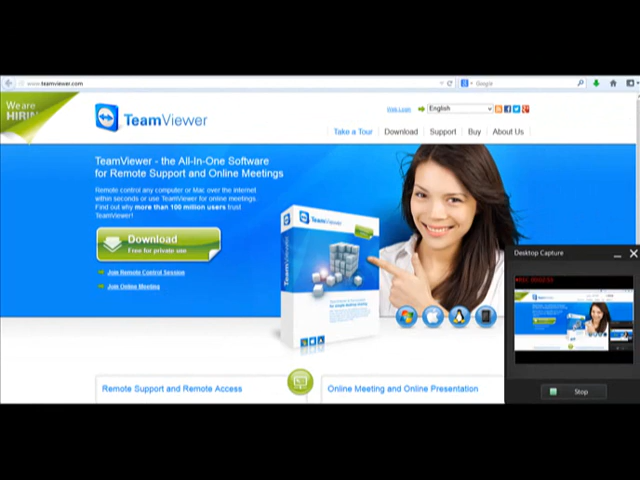 www.teamviewer.com
Google
We are
HIRIN
Web Login
English
TeamViewer
Take a Tour
Download
Support
Buy
About Us
TeamViewer - the All-In-One Software
for Remote Support and Online Meetings
Remote control any computer or Mac over the internet
within seconds or use TeamViewer for online meetings.
Find out why more than 100 million users trust
TeamViewer!
Download
Free for private use
Join Remote Control Session
Join Online Meeting
TeamViewer
TeamViewer
Desktop Capture
Stop
Remote Support and Remote Access
Online Meeting and Online Presentation